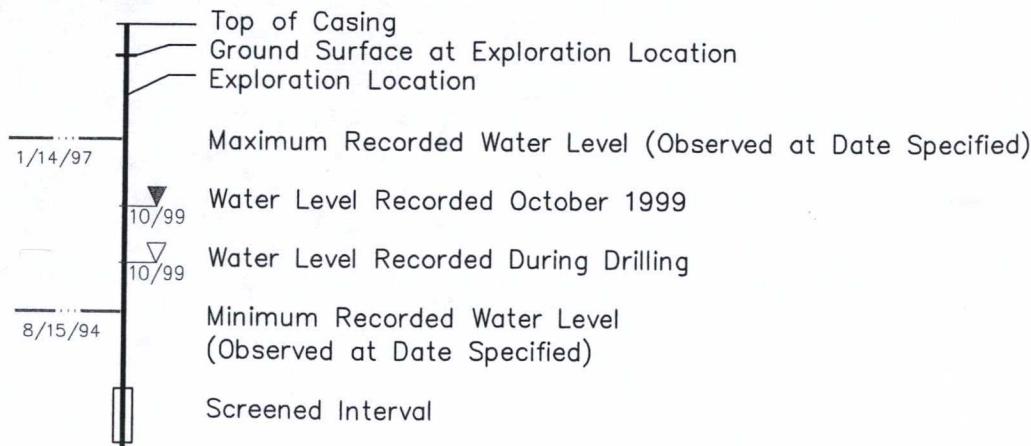 Top of Casing
Ground Surface at Exploration Location
Exploration Location
1/14/97
Maximum Recorded Water Level (Observed at Date Specified)
10/99
Water Level Recorded October 1999
10/99
Water Level Recorded During Drilling
8/15/94
Minimum Recorded Water Level
(Observed at Date Specified)
Screened Interval